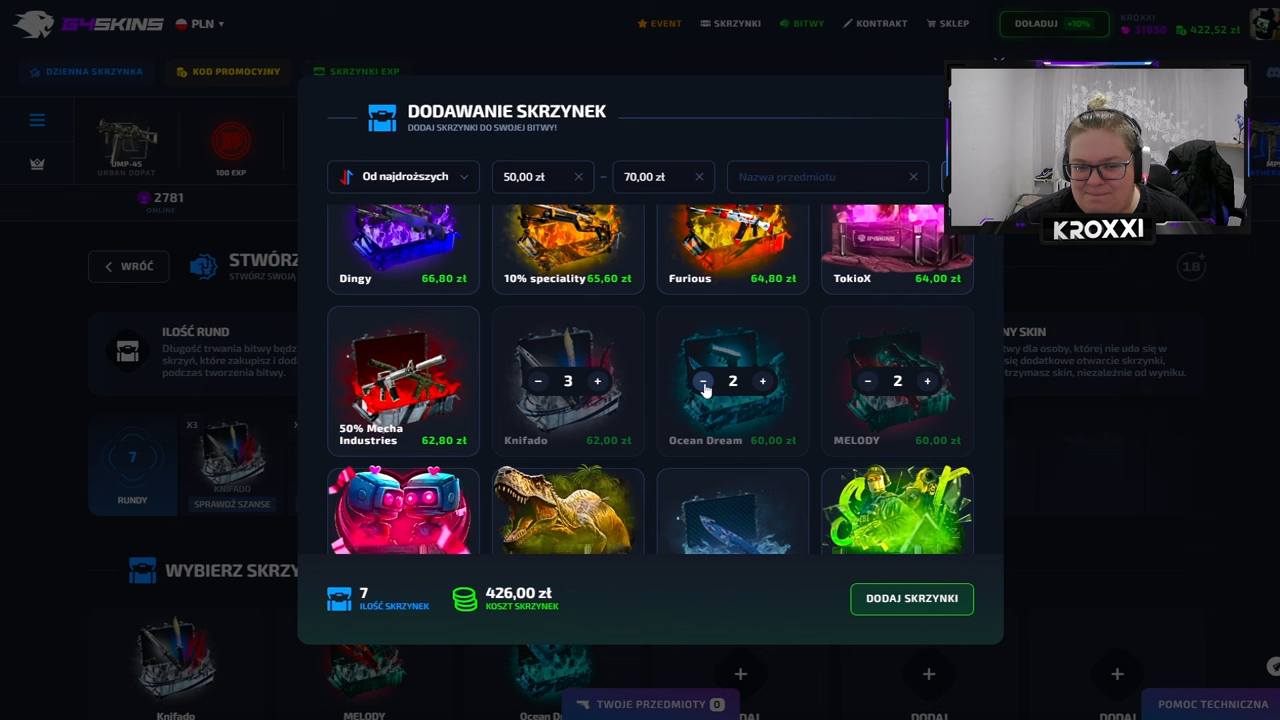 G4SKINS
PLN
EVENT
SKRZYNKI
BITWY
KONTRAKT
SKLEP
DOŁADUJ +10%
KROXXI
31850 422,52 zł
DZIENNA SKRZYNKA
KOD PROMOCYJNY
SKRZYNKI EXP
UMP-45
URBAN DDPAT
100 EXP
2781
ONLINE
DODAWANIE SKRZYNEK
DODAJ SKRZYNKI DO SWOJEJ BITWY!
Od najdroższych
50,00 zł
–
70,00 zł
Nazwa przedmiotu
KROXXI
WRÓĆ
18+
Dingy 66,80 zł
10% speciality 65,60 zł
Furious 64,80 zł
G4SKINS
TokioX 64,00 zł
ILOŚĆ RUND
podczas tworzenia bitwy.
- 3 +
- 2 +
- 2 +
50% Mecha
Industries 62,80 zł
Knifado 62,00 zł
Ocean Dream 60,00 zł
MELODY 60,00 zł
7
RUNDY
X3
KNIFADO
SPRAWDŹ SZANSE
7
ILOŚĆ SKRZYNEK
426,00 zł
KOSZT SKRZYNEK
DODAJ SKRZYNKI
Knifado
MELODY
TWOJE PRZEDMIOTY 0
POMOC TECHNICZNA